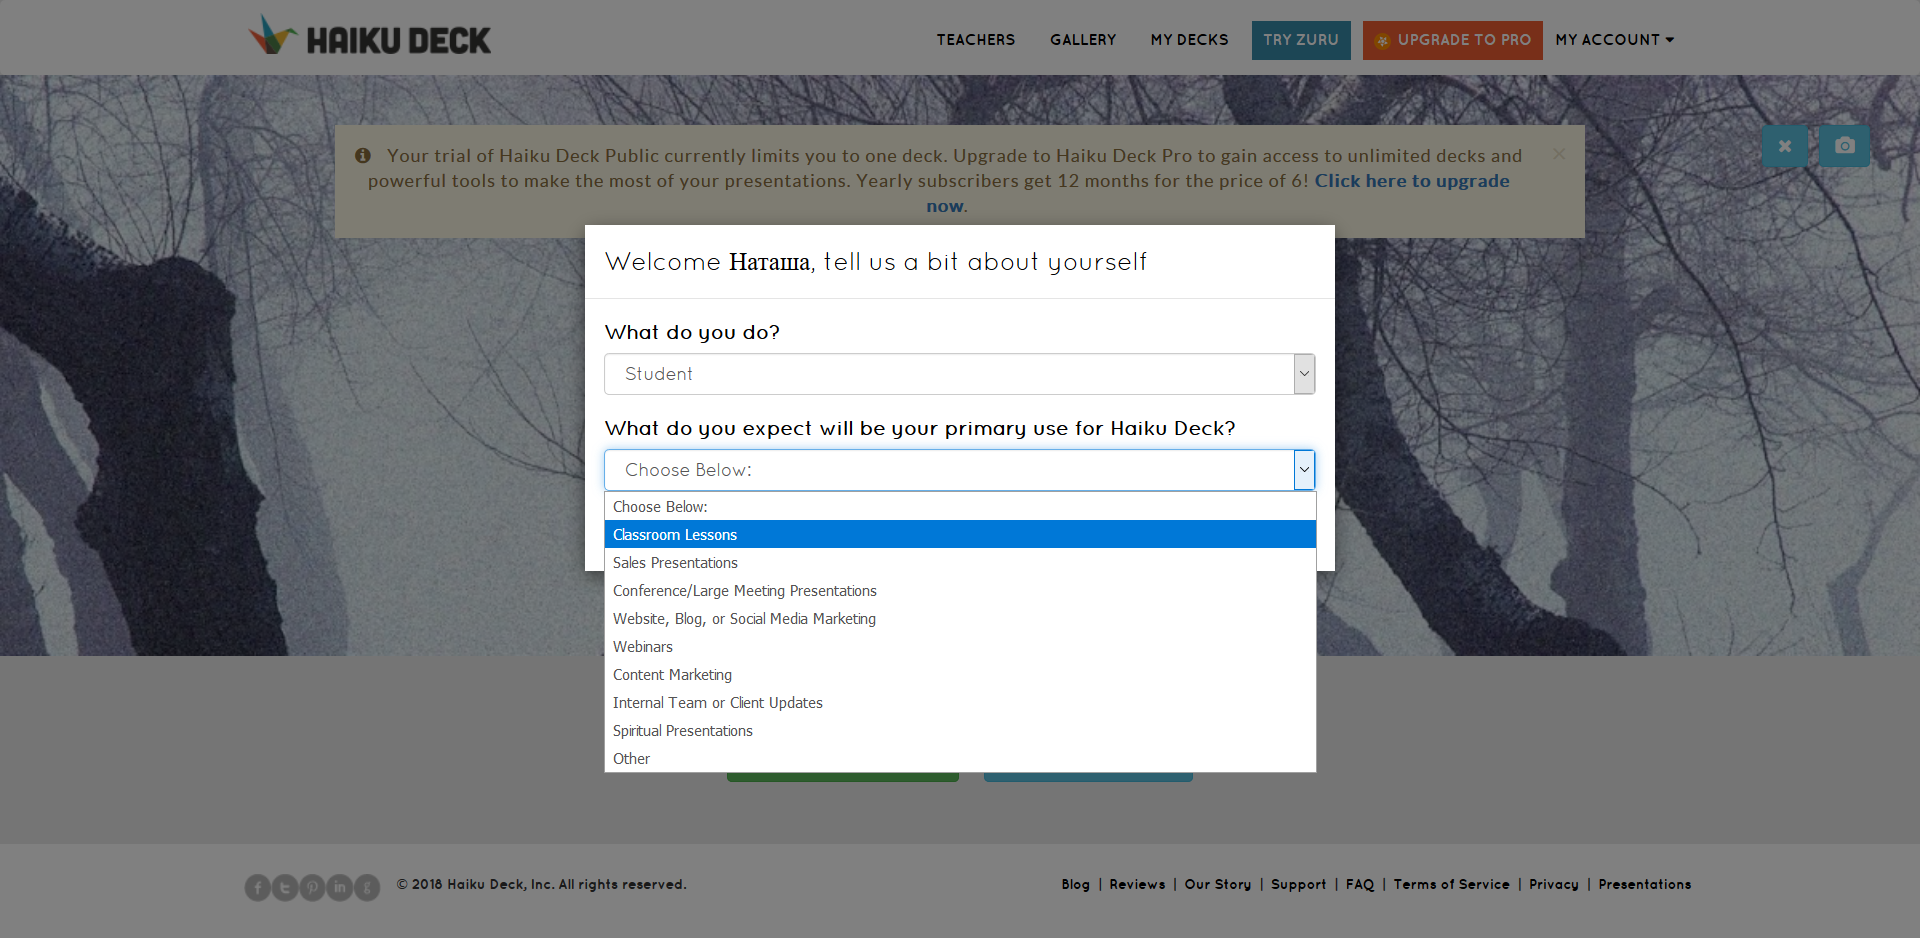 HAIKU DECK
TEACHERS
GALLERY
MY DECKS
TRY ZURU
UPGRADE TO PRO
MY ACCOUNT
Your trial of Haiku Deck Public currently limits you to one deck. Upgrade to Haiku Deck Pro to gain access to unlimited decks and
powerful tools to make the most of your presentations. Yearly subscribers get 12 months for the price of 6! Click here to upgrade
now.
Welcome Наташа, tell us a bit about yourself
What do you do?
Student
What do you expect will be your primary use for Haiku Deck?
Choose Below:
Choose Below:
Classroom Lessons
Sales Presentations
Conference/Large Meeting Presentations
Website, Blog, or Social Media Marketing
Webinars
Content Marketing
Internal Team or Client Updates
Spiritual Presentations
Other
© 2018 Haiku Deck, Inc. All rights reserved.
Blog | Reviews | Our Story | Support | FAQ | Terms of Service | Privacy | Presentations